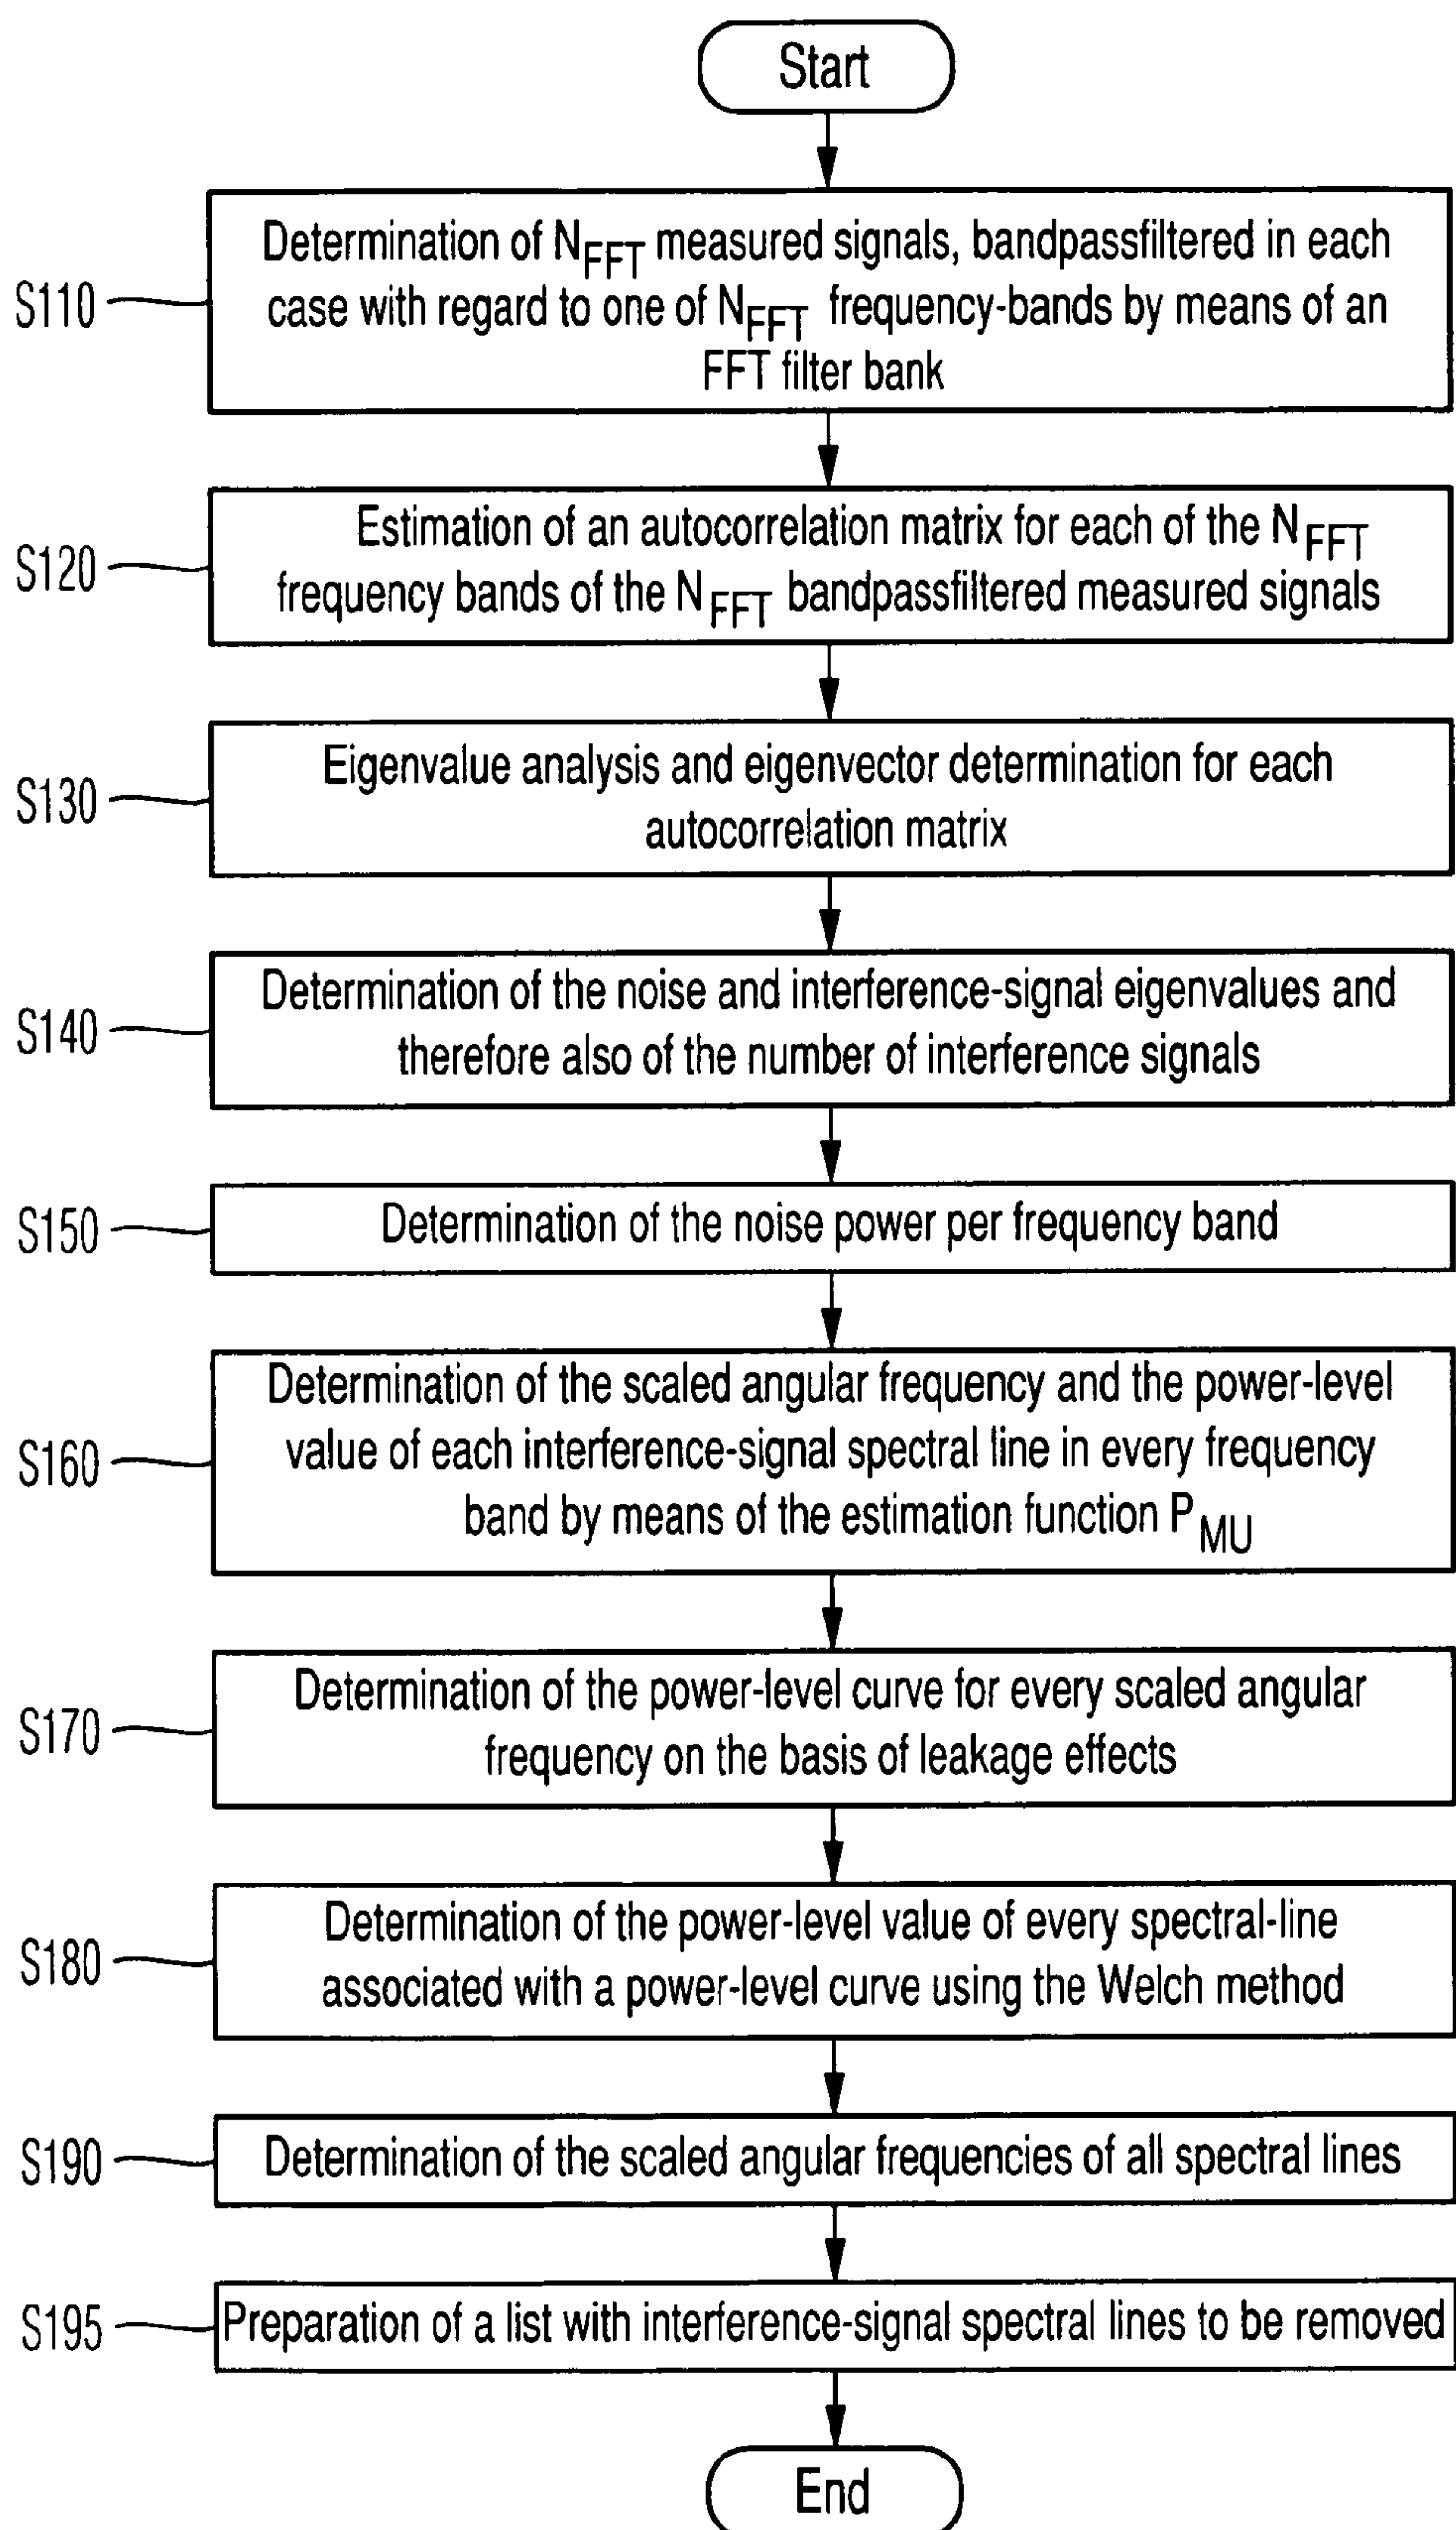 Start
S110
Determination of N_FFT measured signals, bandpassfiltered in each
case with regard to one of N_FFT frequency-bands by means of an
FFT filter bank
S120
Estimation of an autocorrelation matrix for each of the N_FFT
frequency bands of the N_FFT bandpassfiltered measured signals
S130
Eigenvalue analysis and eigenvector determination for each
autocorrelation matrix
S140
Determination of the noise and interference-signal eigenvalues and
therefore also of the number of interference signals
S150
Determination of the noise power per frequency band
S160
Determination of the scaled angular frequency and the power-level
value of each interference-signal spectral line in every frequency
band by means of the estimation function P_MU
S170
Determination of the power-level curve for every scaled angular
frequency on the basis of leakage effects
S180
Determination of the power-level value of every spectral-line
associated with a power-level curve using the Welch method
S190
Determination of the scaled angular frequencies of all spectral lines
S195
Preparation of a list with interference-signal spectral lines to be removed
End